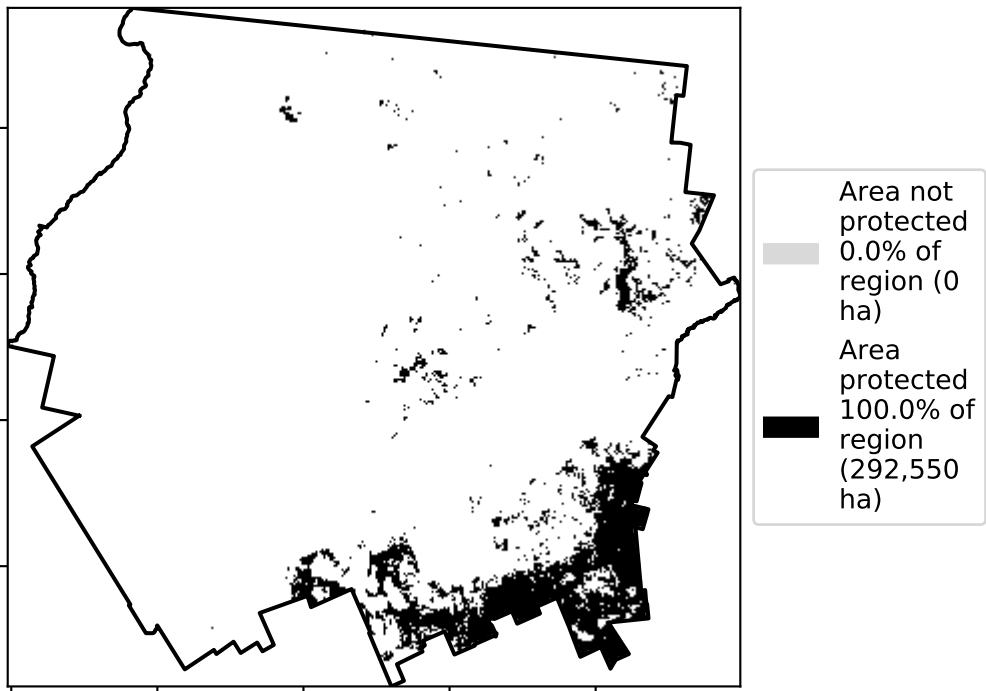 Area not
protected
0.0% of
region (0
ha)
Area
protected
100.0% of
region
(292,550
ha)